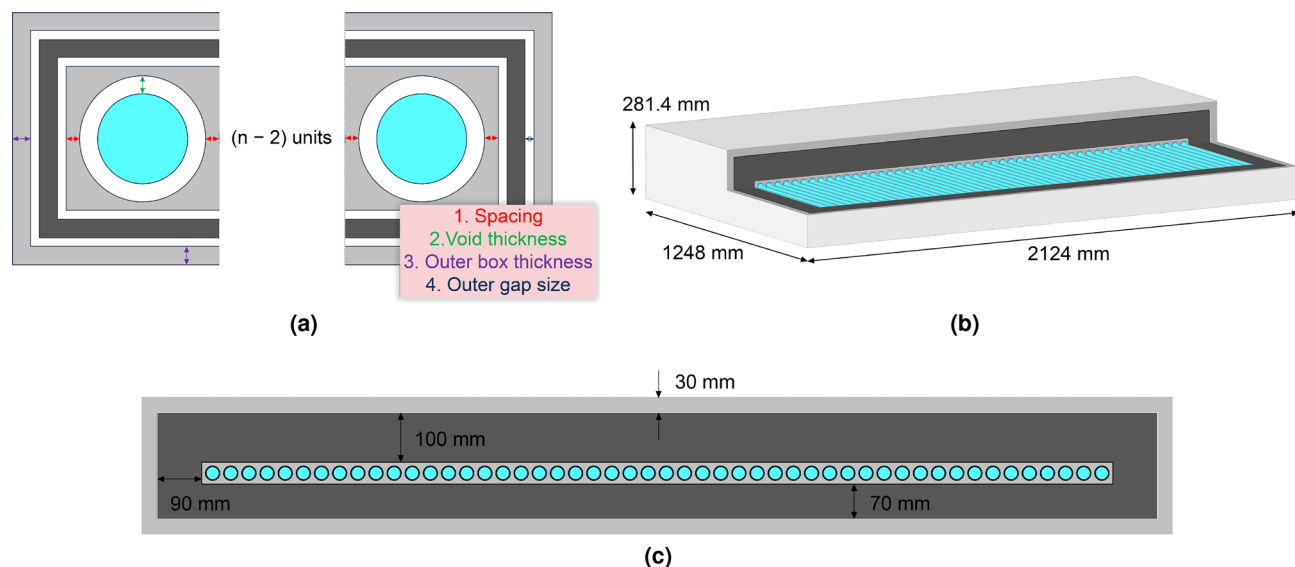 (n − 2) units
1. Spacing
2.Void thickness
3. Outer box thickness
4. Outer gap size
(a)
281.4 mm
1248 mm
2124 mm
(b)
30 mm
100 mm
90 mm
70 mm
(c)